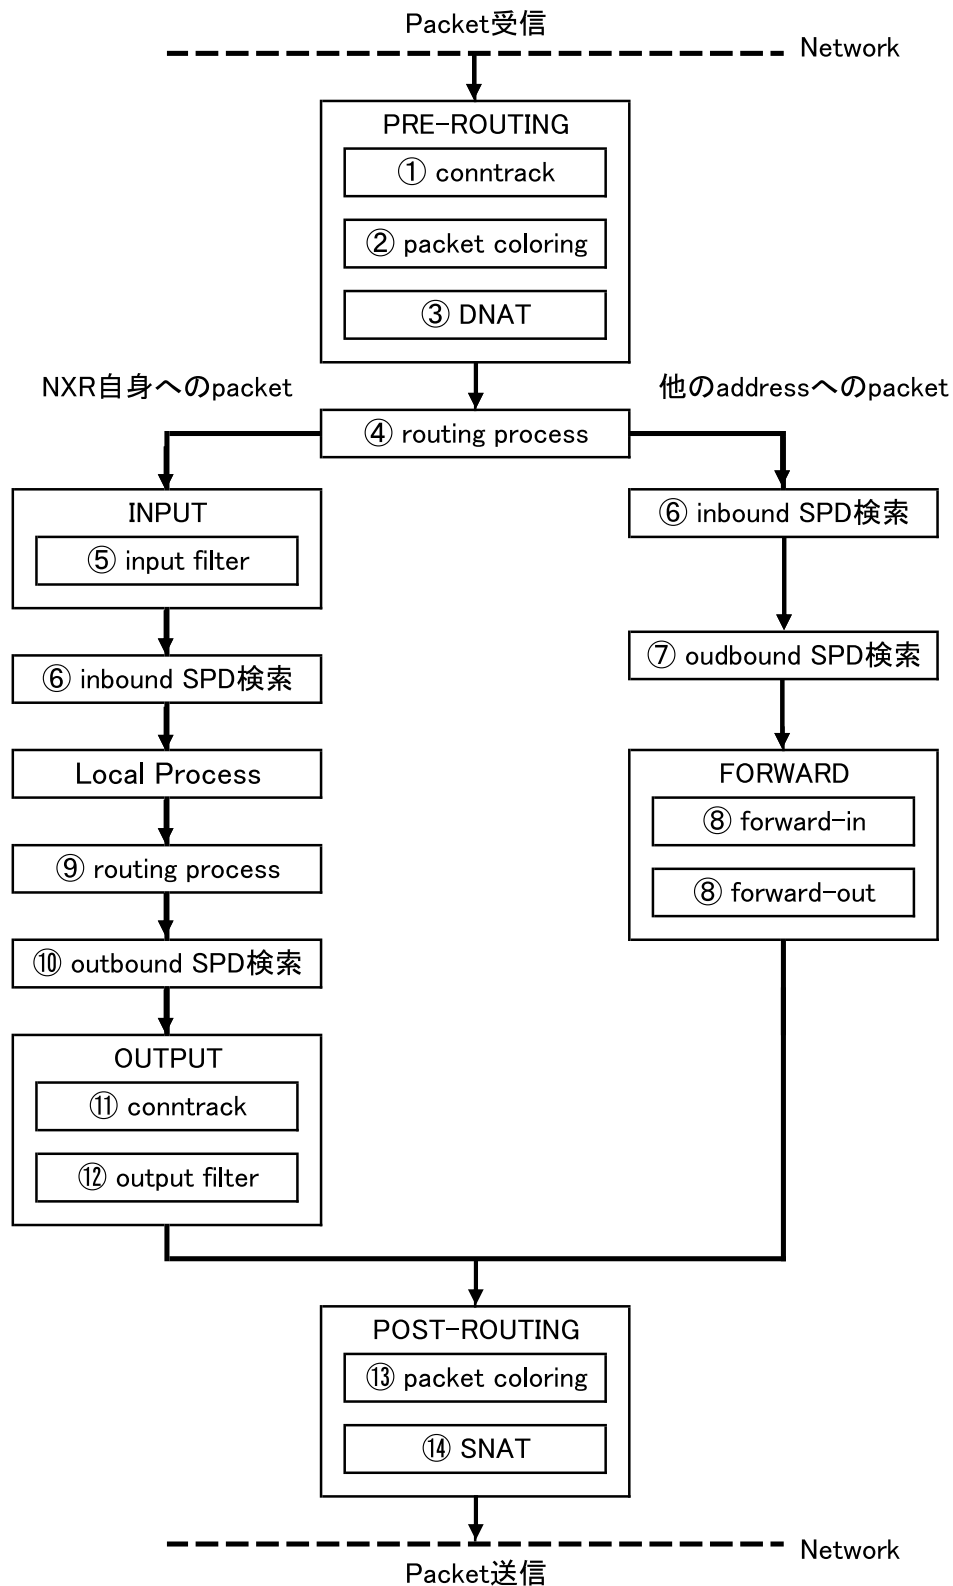 Packet受信
Network
PRE-ROUTING
① conntrack
② packet coloring
③ DNAT
NXR自身へのpacket
他のaddressへのpacket
④ routing process
INPUT
⑤ input filter
⑥ inbound SPD検索
Local Process
⑨ routing process
⑩ outbound SPD検索
OUTPUT
⑪ conntrack
⑫ output filter
⑥ inbound SPD検索
⑦ oudbound SPD検索
FORWARD
⑧ forward-in
⑧ forward-out
POST-ROUTING
⑬ packet coloring
⑭ SNAT
Network
Packet送信